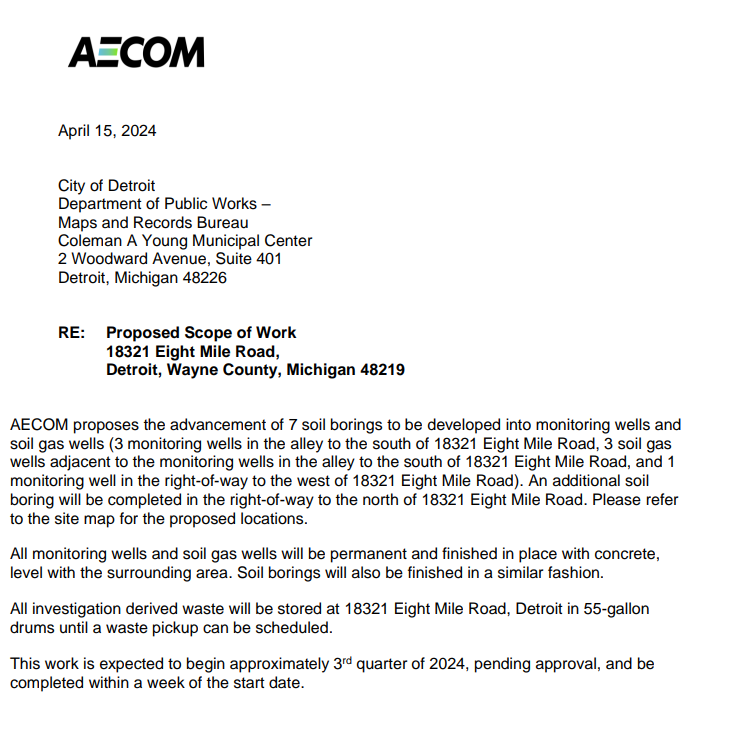 AECOM
April 15, 2024
City of Detroit
Department of Public Works –
Maps and Records Bureau
Coleman A Young Municipal Center
2 Woodward Avenue, Suite 401
Detroit, Michigan 48226
RE: Proposed Scope of Work
18321 Eight Mile Road,
Detroit, Wayne County, Michigan 48219
AECOM proposes the advancement of 7 soil borings to be developed into monitoring wells and
soil gas wells (3 monitoring wells in the alley to the south of 18321 Eight Mile Road, 3 soil gas
wells adjacent to the monitoring wells in the alley to the south of 18321 Eight Mile Road, and 1
monitoring well in the right-of-way to the west of 18321 Eight Mile Road). An additional soil
boring will be completed in the right-of-way to the north of 18321 Eight Mile Road. Please refer
to the site map for the proposed locations.
All monitoring wells and soil gas wells will be permanent and finished in place with concrete,
level with the surrounding area. Soil borings will also be finished in a similar fashion.
All investigation derived waste will be stored at 18321 Eight Mile Road, Detroit in 55-gallon
drums until a waste pickup can be scheduled.
This work is expected to begin approximately 3rd quarter of 2024, pending approval, and be
completed within a week of the start date.